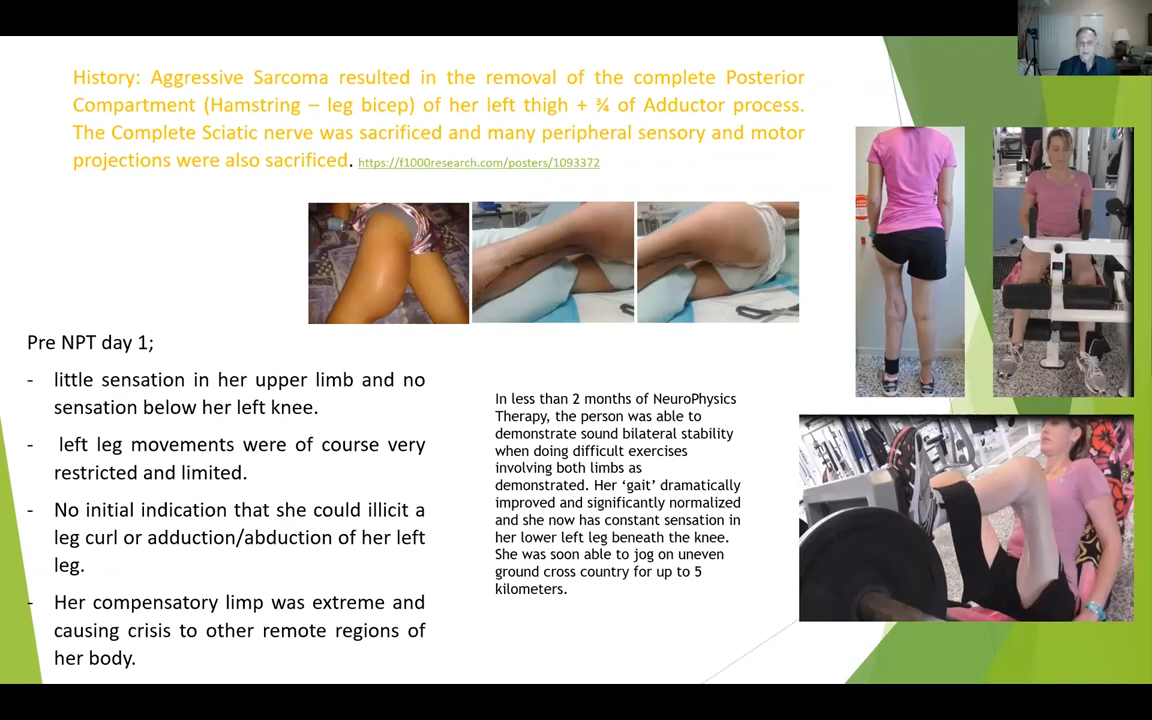 History: Aggressive Sarcoma resulted in the removal of the complete Posterior
Compartment (Hamstring – leg bicep) of her left thigh + ¾ of Adductor process.
The Complete Sciatic nerve was sacrificed and many peripheral sensory and motor
projections were also sacrificed. https://f1000research.com/posters/1093372
Pre NPT day 1;
- little sensation in her upper limb and no
sensation below her left knee.
- left leg movements were of course very
restricted and limited.
- No initial indication that she could illicit a
leg curl or adduction/abduction of her left
leg.
- Her compensatory limp was extreme and
causing crisis to other remote regions of
her body.
In less than 2 months of NeuroPhysics
Therapy, the person was able to
demonstrate sound bilateral stability
when doing difficult exercises
involving both limbs as
demonstrated. Her ‘gait’ dramatically
improved and significantly normalized
and she now has constant sensation in
her lower left leg beneath the knee.
She was soon able to jog on uneven
ground cross country for up to 5
kilometers.